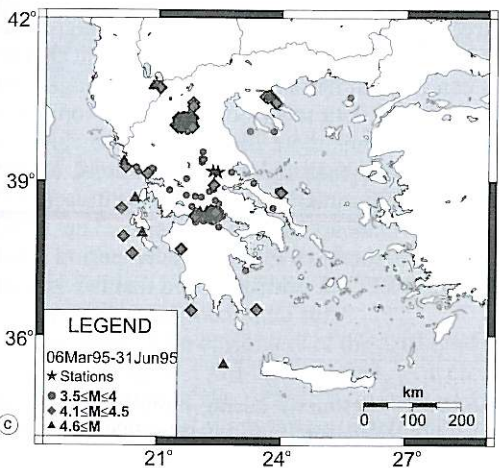 42°
39°
36°
LEGEND
06Mar95-31Jun95
Stations
3.5≤M≤4
4.1≤M≤4.5
4.6≤M
km
0 100 200
c
21° 24° 27°